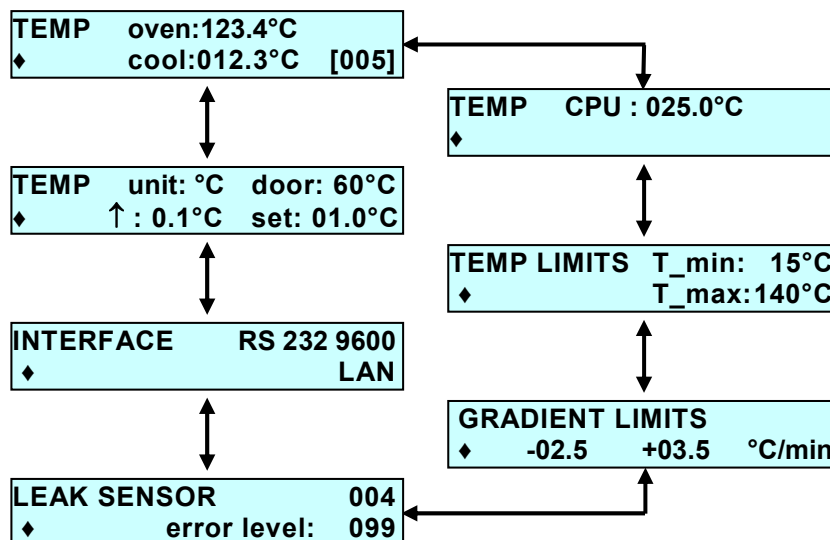 TEMP oven:123.4°C
♦ cool:012.3°C [005]
TEMP unit: °C door: 60°C
♦ ↑ : 0.1°C set: 01.0°C
INTERFACE RS 232 9600
♦ LAN
LEAK SENSOR 004
♦ error level: 099
TEMP CPU : 025.0°C
♦
TEMP LIMITS T_min: 15°C
♦ T_max:140°C
GRADIENT LIMITS
♦ -02.5 +03.5 °C/min